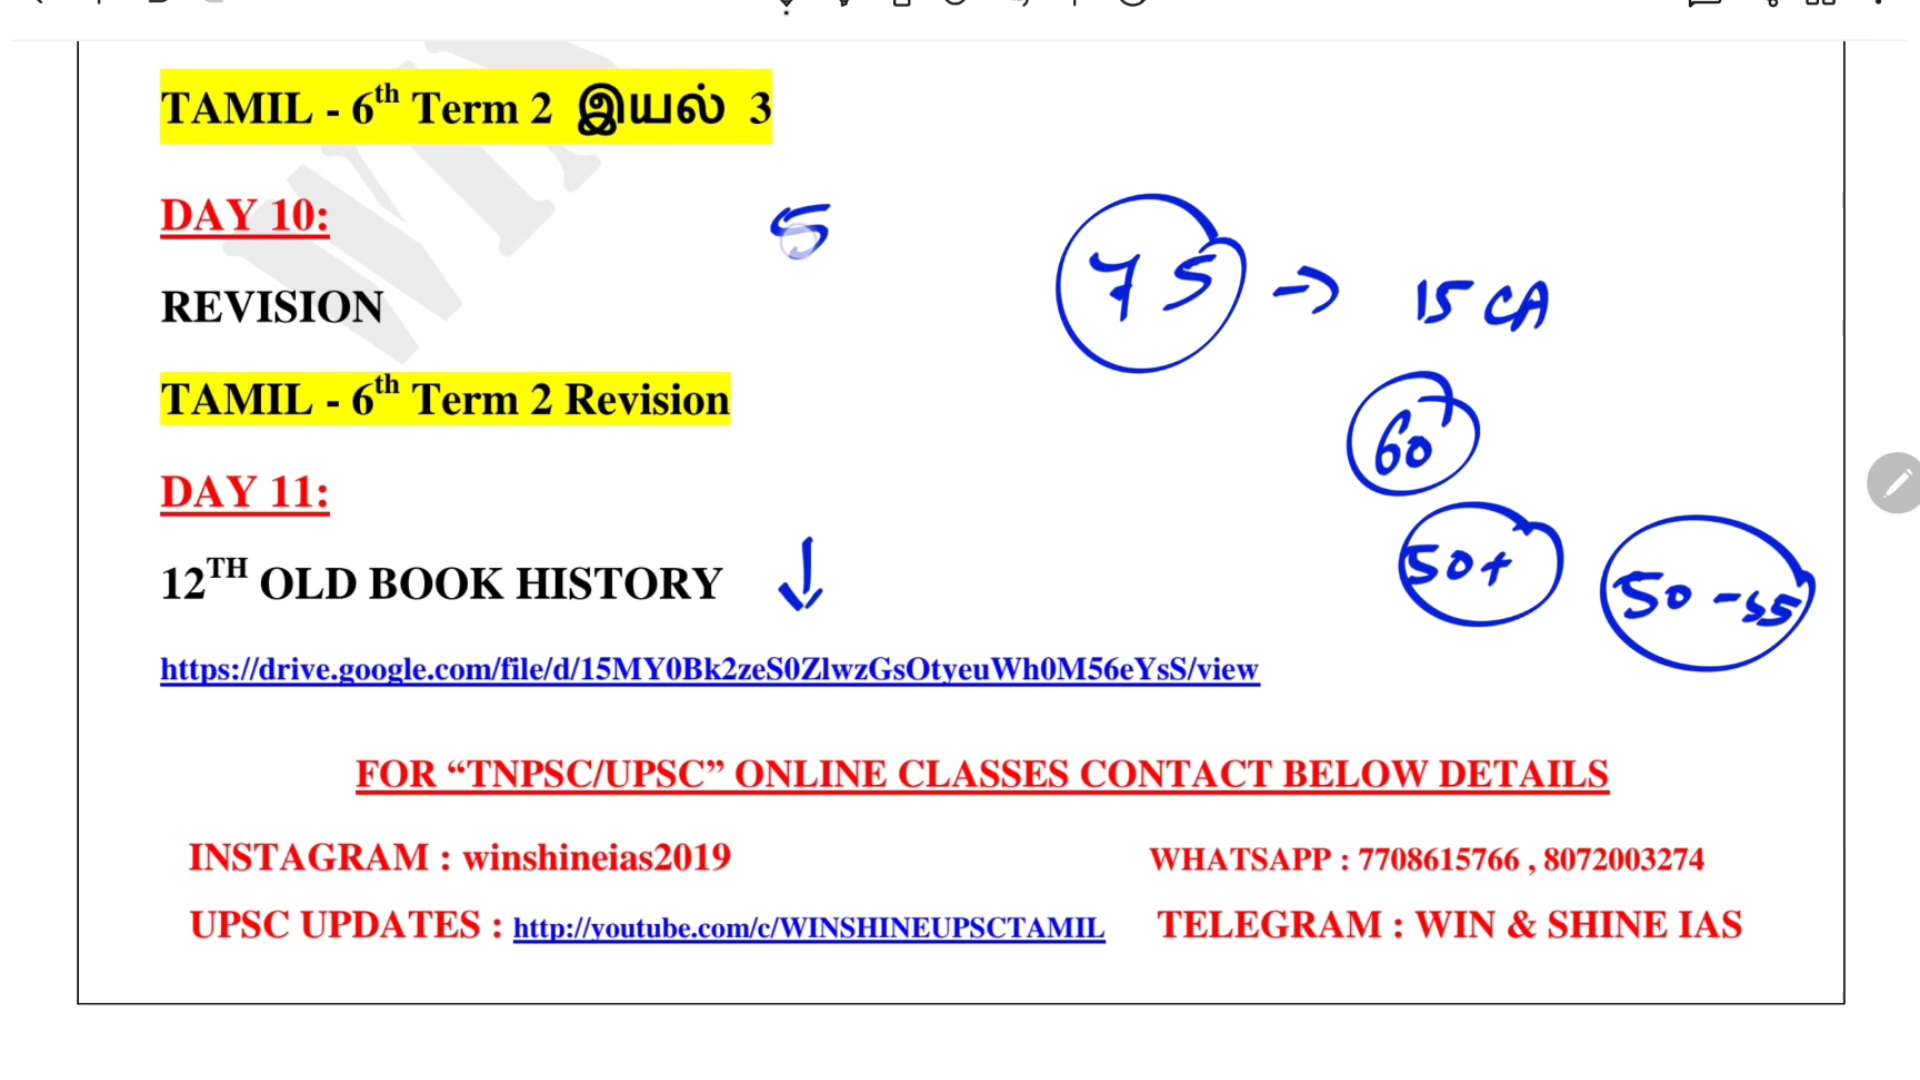 TAMIL - 6th Term 2 இயல் 3
DAY 10:
5
75 → 15 CA
REVISION
60
TAMIL - 6th Term 2 Revision
DAY 11:
50+
50-55
12TH OLD BOOK HISTORY
https://drive.google.com/file/d/15MY0Bk2zeS0ZlwzGsOtyeuWh0M56eYsS/view
FOR “TNPSC/UPSC” ONLINE CLASSES CONTACT BELOW DETAILS
INSTAGRAM : winshineias2019
WHATSAPP : 7708615766 , 8072003274
UPSC UPDATES : http://youtube.com/c/WINSHINEUPSCTAMIL
TELEGRAM : WIN & SHINE IAS